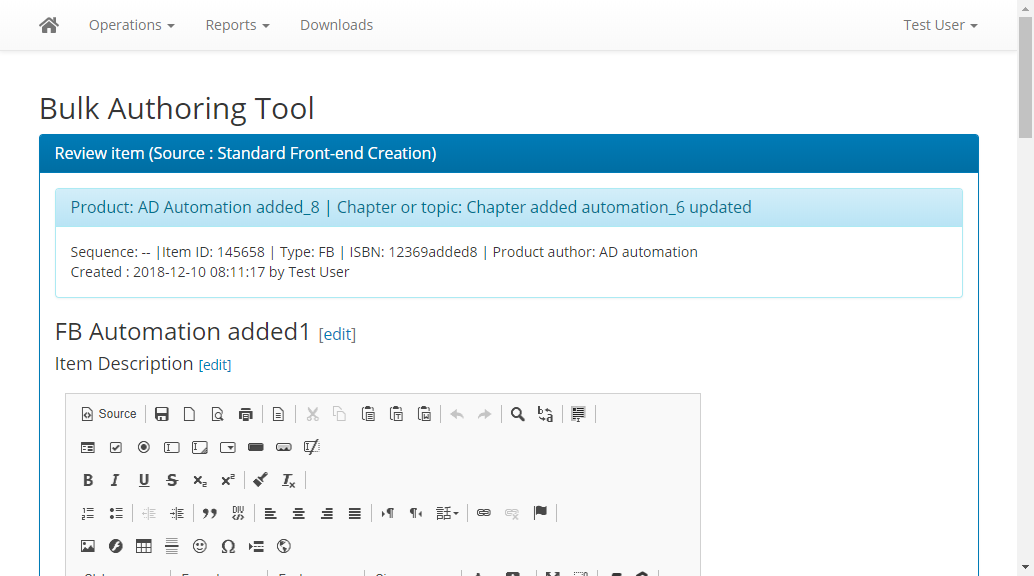 Operations Reports Downloads Test User
Bulk Authoring Tool
Review item (Source : Standard Front-end Creation)
Product: AD Automation added_8 | Chapter or topic: Chapter added automation_6 updated
Sequence: -- |Item ID: 145658 | Type: FB | ISBN: 12369added8 | Product author: AD automation
Created : 2018-12-10 08:11:17 by Test User
FB Automation added1 [edit]
Item Description [edit]
Source